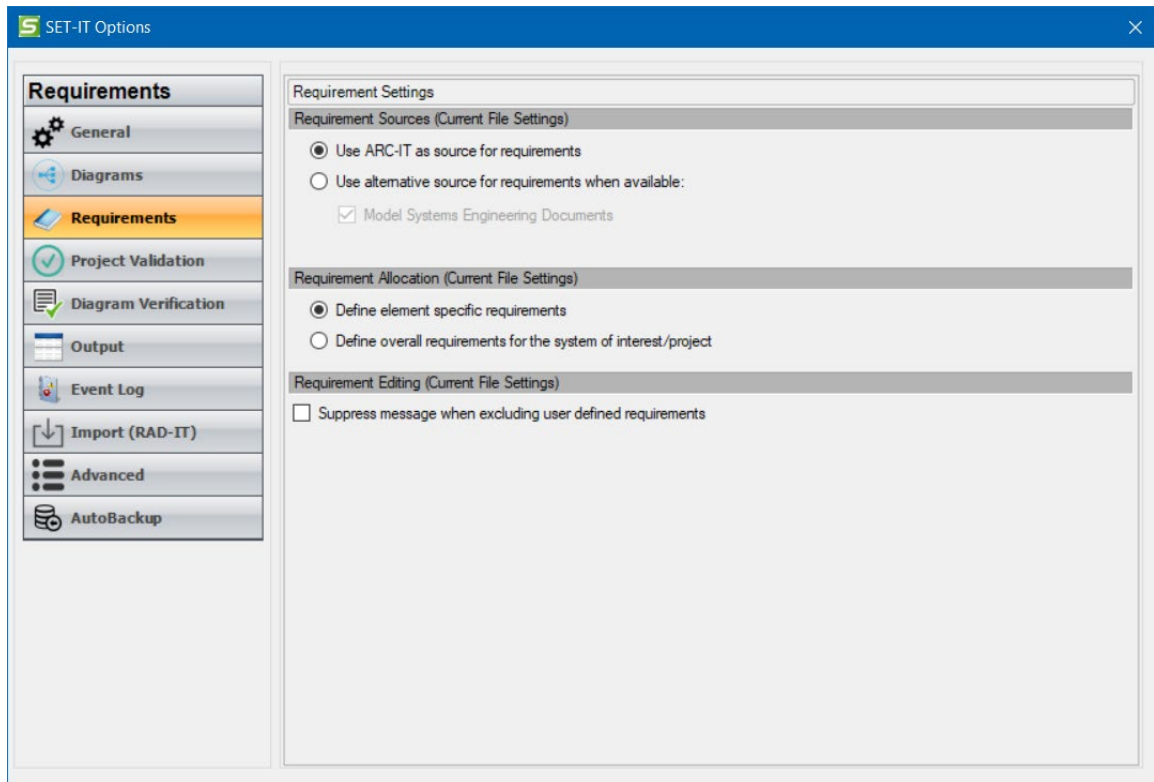 SET-IT Options
Requirements
General
Diagrams
Requirements
Project Validation
Diagram Verification
Output
Event Log
Import (RAD-IT)
Advanced
AutoBackup
Requirement Settings
Requirement Sources (Current File Settings)
Use ARC-IT as source for requirements
Use alternative source for requirements when available:
Model Systems Engineering Documents
Requirement Allocation (Current File Settings)
Define element specific requirements
Define overall requirements for the system of interest/project
Requirement Editing (Current File Settings)
Suppress message when excluding user defined requirements